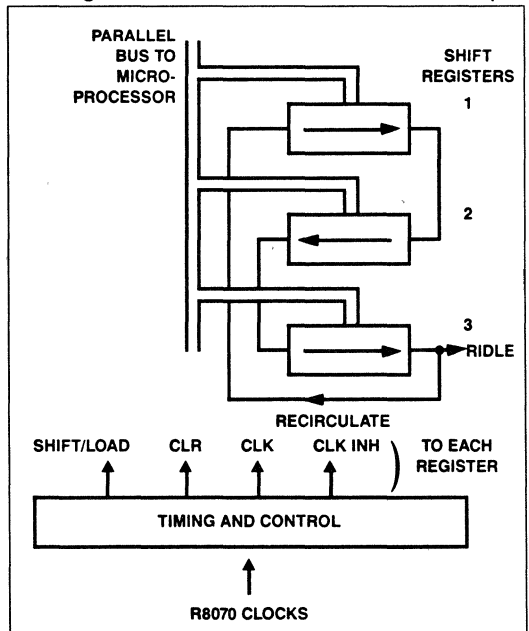 PARALLEL
BUS TO
MICRO-
PROCESSOR
SHIFT
REGISTERS
1
2
3
RIDLE
RECIRCULATE
SHIFT/LOAD CLR CLK CLK INH ) TO EACH
REGISTER
TIMING AND CONTROL
R8070 CLOCKS